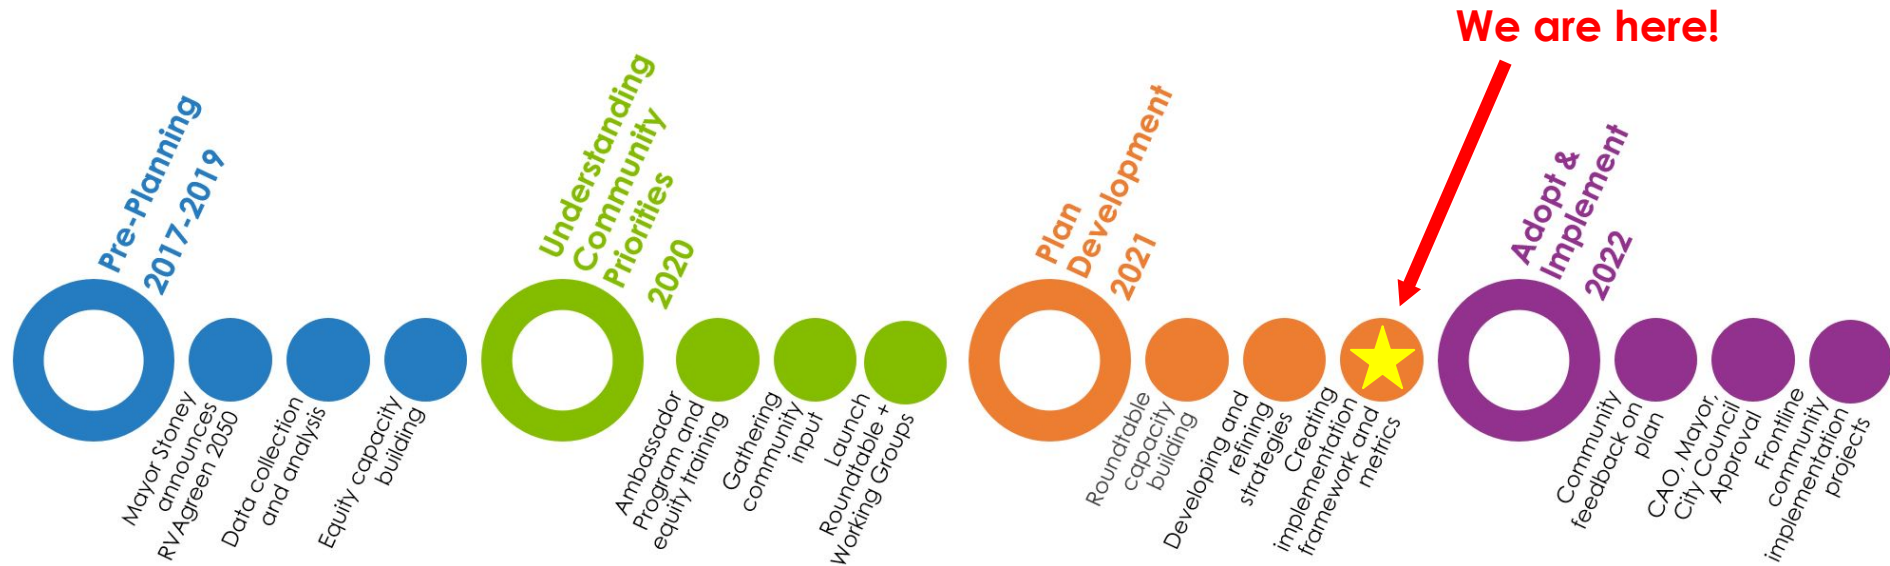 We are here!
Pre-Planning
2017-2019
Mayor Stoney
announces
RVAgreen 2050
Data collection
and analysis
Equity capacity
building
Understanding
Community
Priorities
2020
Ambassador
Program and
equity training
Gathering
community
input
Launch
Roundtable +
Working Groups
Plan
Development
2021
Roundtable
capacity
building
Developing and
refining
strategies
Creating
implementation
framework and
metrics
Adopt &
Implement
2022
Community
feedback on
plan
CAO, Mayor,
City Council
Approval
Frontline
community
implementation
projects